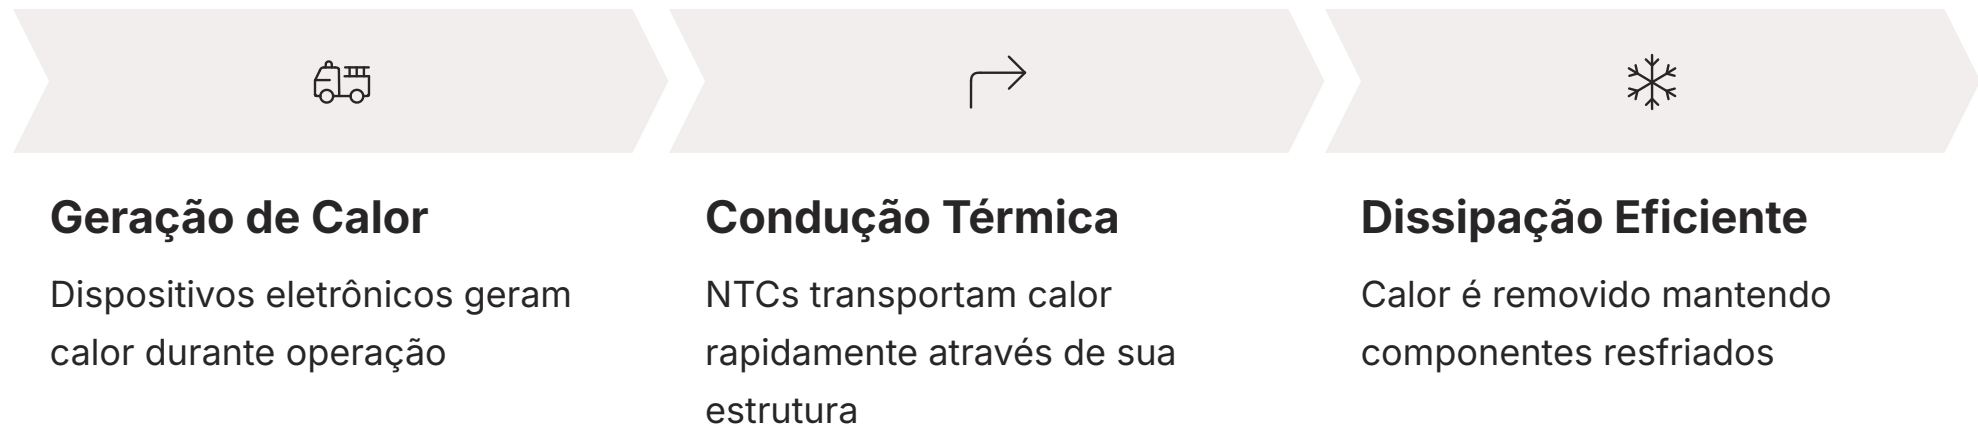 Geração de Calor
Dispositivos eletrônicos geram
calor durante operação
Condução Térmica
NTCs transportam calor
rapidamente através de sua
estrutura
Dissipação Eficiente
Calor é removido mantendo
componentes resfriados